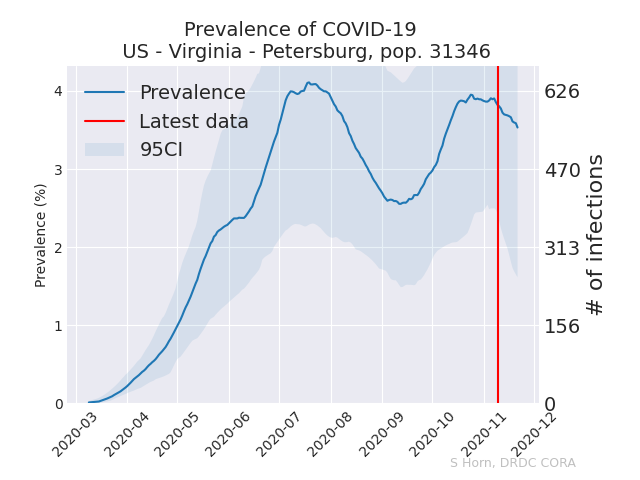 Prevalence of COVID-19
US - Virginia - Petersburg, pop. 31346
Prevalence
Latest data
95CI
Prevalence (%)
4
3
2
1
0
626
470
313
156
0
# of infections
2020-03
2020-04
2020-05
2020-06
2020-07
2020-08
2020-09
2020-10
2020-11
2020-12
S Horn, DRDC CORA